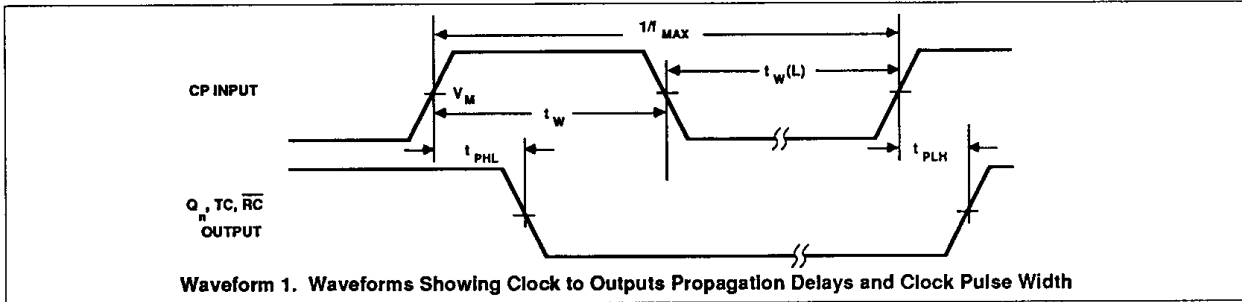 1/f MAX
CP INPUT
V M
t W (L)
t W
t PHL
t PLH
Q n , TC, R̅C̅
OUTPUT
Waveform 1. Waveforms Showing Clock to Outputs Propagation Delays and Clock Pulse Width